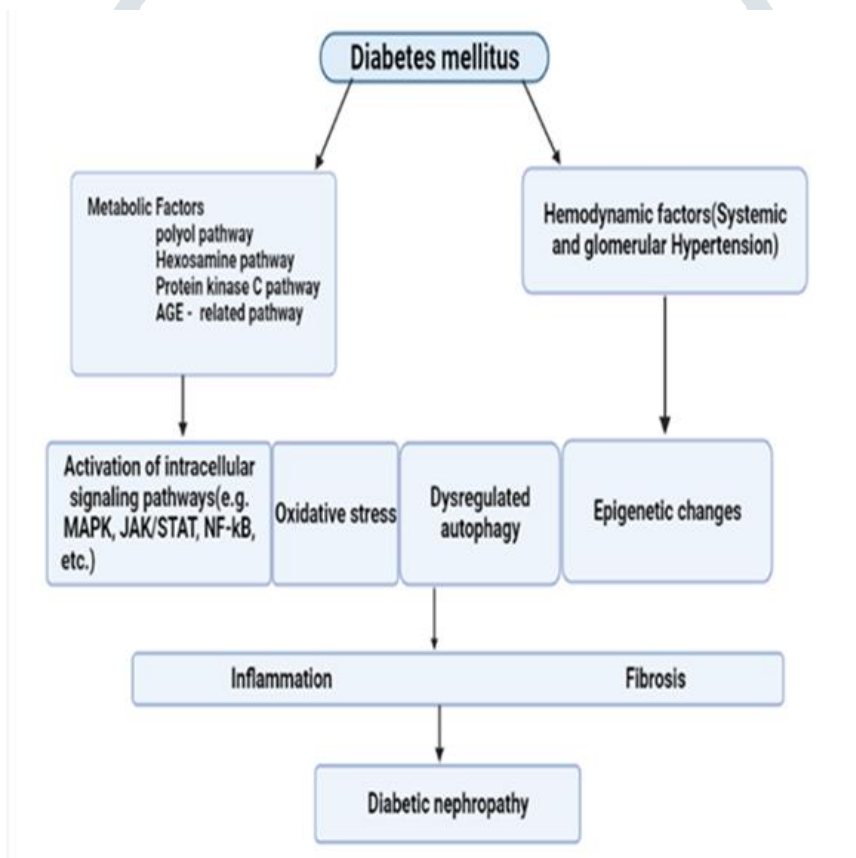 Diabetes mellitus
Metabolic Factors
polyol pathway
Hexosamine pathway
Protein kinase C pathway
AGE - related pathway
Hemodynamic factors(Systemic
and glomerular Hypertension)
Activation of intracellular
signaling pathways(e.g.
MAPK, JAK/STAT, NF-kB,
etc.)
Oxidative stress
Dysregulated
autophagy
Epigenetic changes
Inflammation
Fibrosis
Diabetic nephropathy